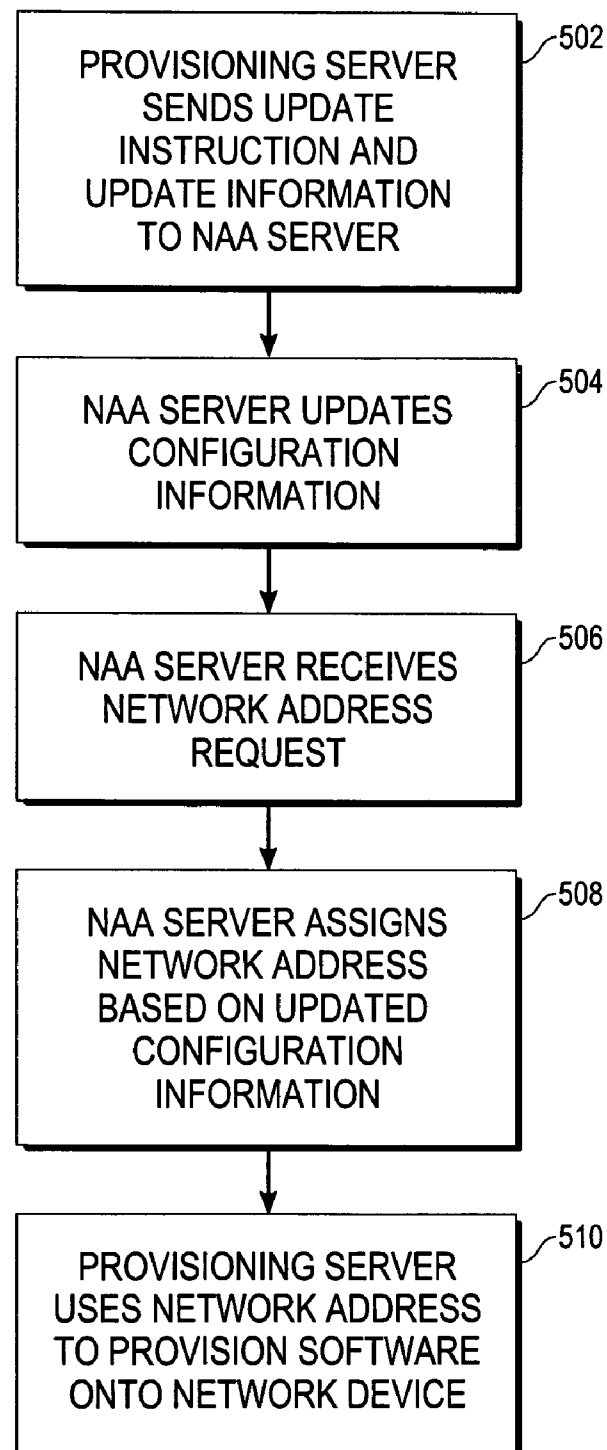 502
PROVISIONING SERVER
SENDS UPDATE
INSTRUCTION AND
UPDATE INFORMATION
TO NAA SERVER
504
NAA SERVER UPDATES
CONFIGURATION
INFORMATION
506
NAA SERVER RECEIVES
NETWORK ADDRESS
REQUEST
508
NAA SERVER ASSIGNS
NETWORK ADDRESS
BASED ON UPDATED
CONFIGURATION
INFORMATION
510
PROVISIONING SERVER
USES NETWORK ADDRESS
TO PROVISION SOFTWARE
ONTO NETWORK DEVICE